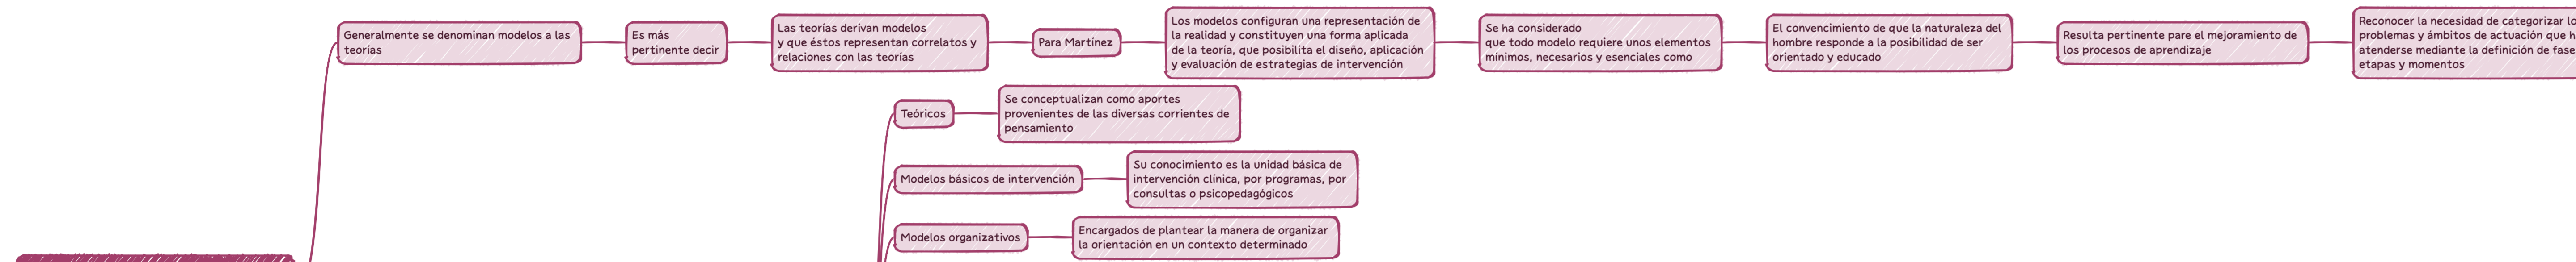 Generalmente se denominan modelos a las
teorías
Es más
pertinente decir
Las teorías derivan modelos
y que éstos representan correlatos y
relaciones con las teorías
Para Martínez
Los modelos configuran una representación de
la realidad y constituyen una forma aplicada
de la teoría, que posibilita el diseño, aplicación
y evaluación de estrategias de intervención
Se ha considerado
que todo modelo requiere unos elementos
mínimos, necesarios y esenciales como
El convencimiento de que la naturaleza del
hombre responde a la posibilidad de ser
orientado y educado
Resulta pertinente pare el mejoramiento de
los procesos de aprendizaje
Reconocer la necesidad de categorizar
problemas y ámbitos de actuación que
atenderse mediante la definición de
etapas y momentos
Teóricos
Se conceptualizan como aportes
provenientes de las diversas corrientes de
pensamiento
Modelos básicos de intervención
Su conocimiento es la unidad básica de
intervención clínica, por programas, por
consultas o psicopedagógicos
Modelos organizativos
Encargados de plantear la manera de organizar
la orientación en un contexto determinado